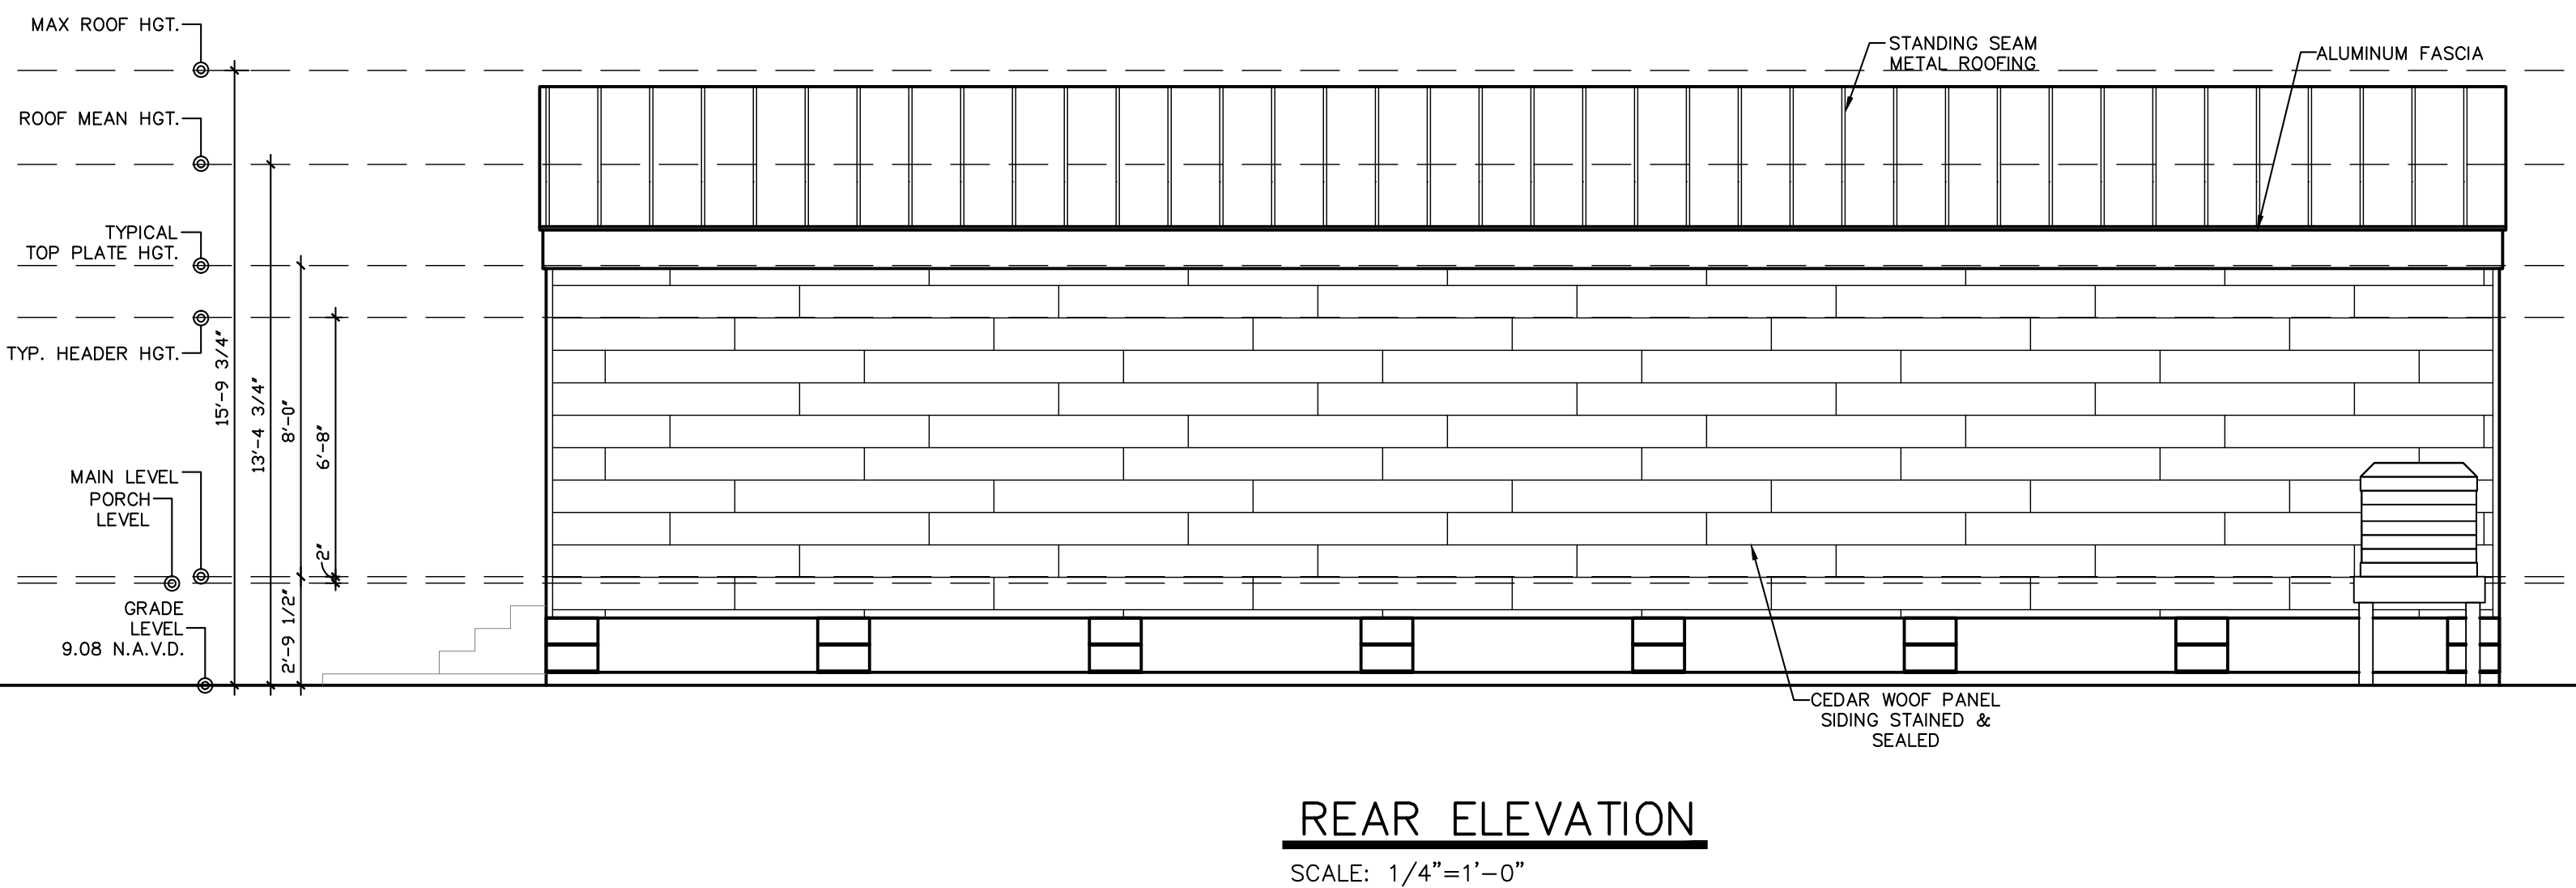 MAX ROOF HGT.
STANDING SEAM
METAL ROOFING
ALUMINUM FASCIA
ROOF MEAN HGT.
TYPICAL
TOP PLATE HGT.
TYP. HEADER HGT.
15'-9 3/4"
13'-4 3/4"
8'-0"
6'-8"
MAIN LEVEL
PORCH
LEVEL
2"
GRADE
LEVEL
9.08 N.A.V.D.
2'-9 1/2"
CEDAR WOOF PANEL
SIDING STAINED &
SEALED
REAR ELEVATION
SCALE: 1/4"=1'-0"